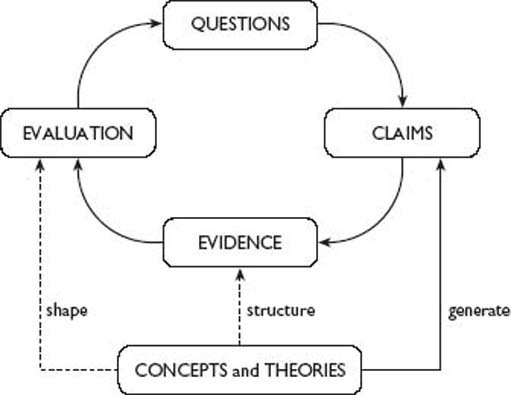 QUESTIONS
EVALUATION
CLAIMS
EVIDENCE
shape
structure
generate
CONCEPTS and THEORIES